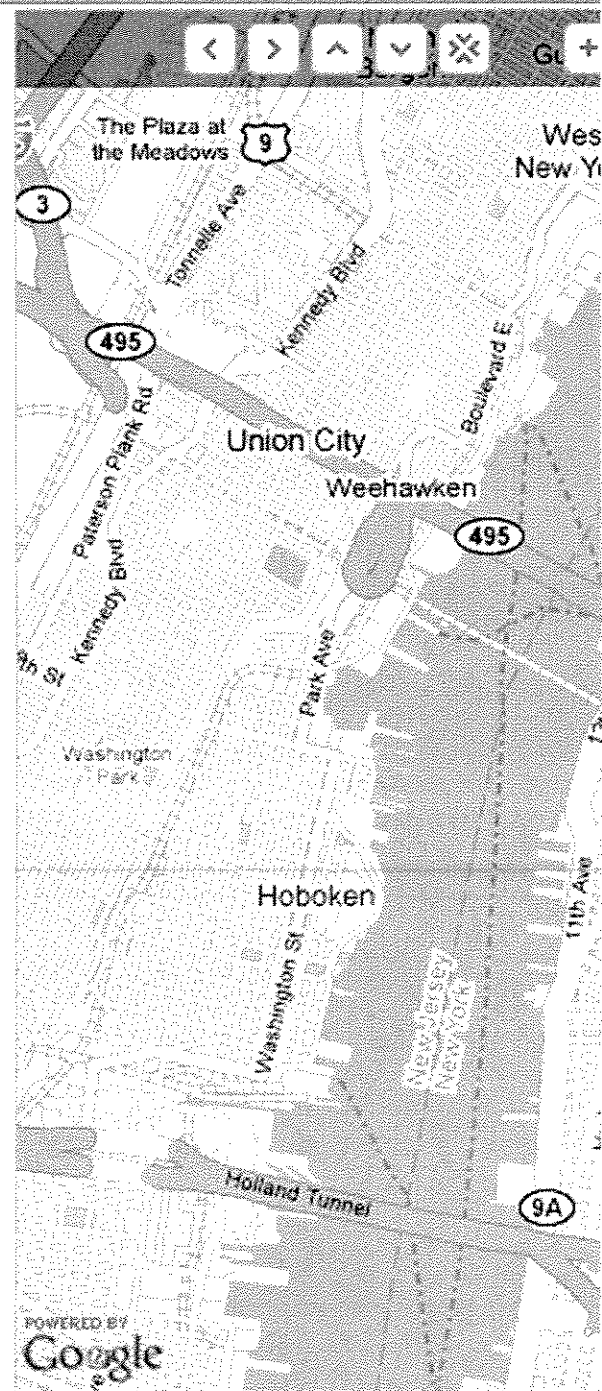 The Plaza at
the Meadows
9
Wes
New Y
3
Tonnelle Ave
Kennedy Blvd
495
Boulevard E
Union City
Weehawken
495
Paterson Plank Rd
Kennedy Blvd
9th St
Park Ave
Washington
Park
Hoboken
11th Ave
Washington St
New Jersey
New York
Holland Tunnel
9A
POWERED BY
Google